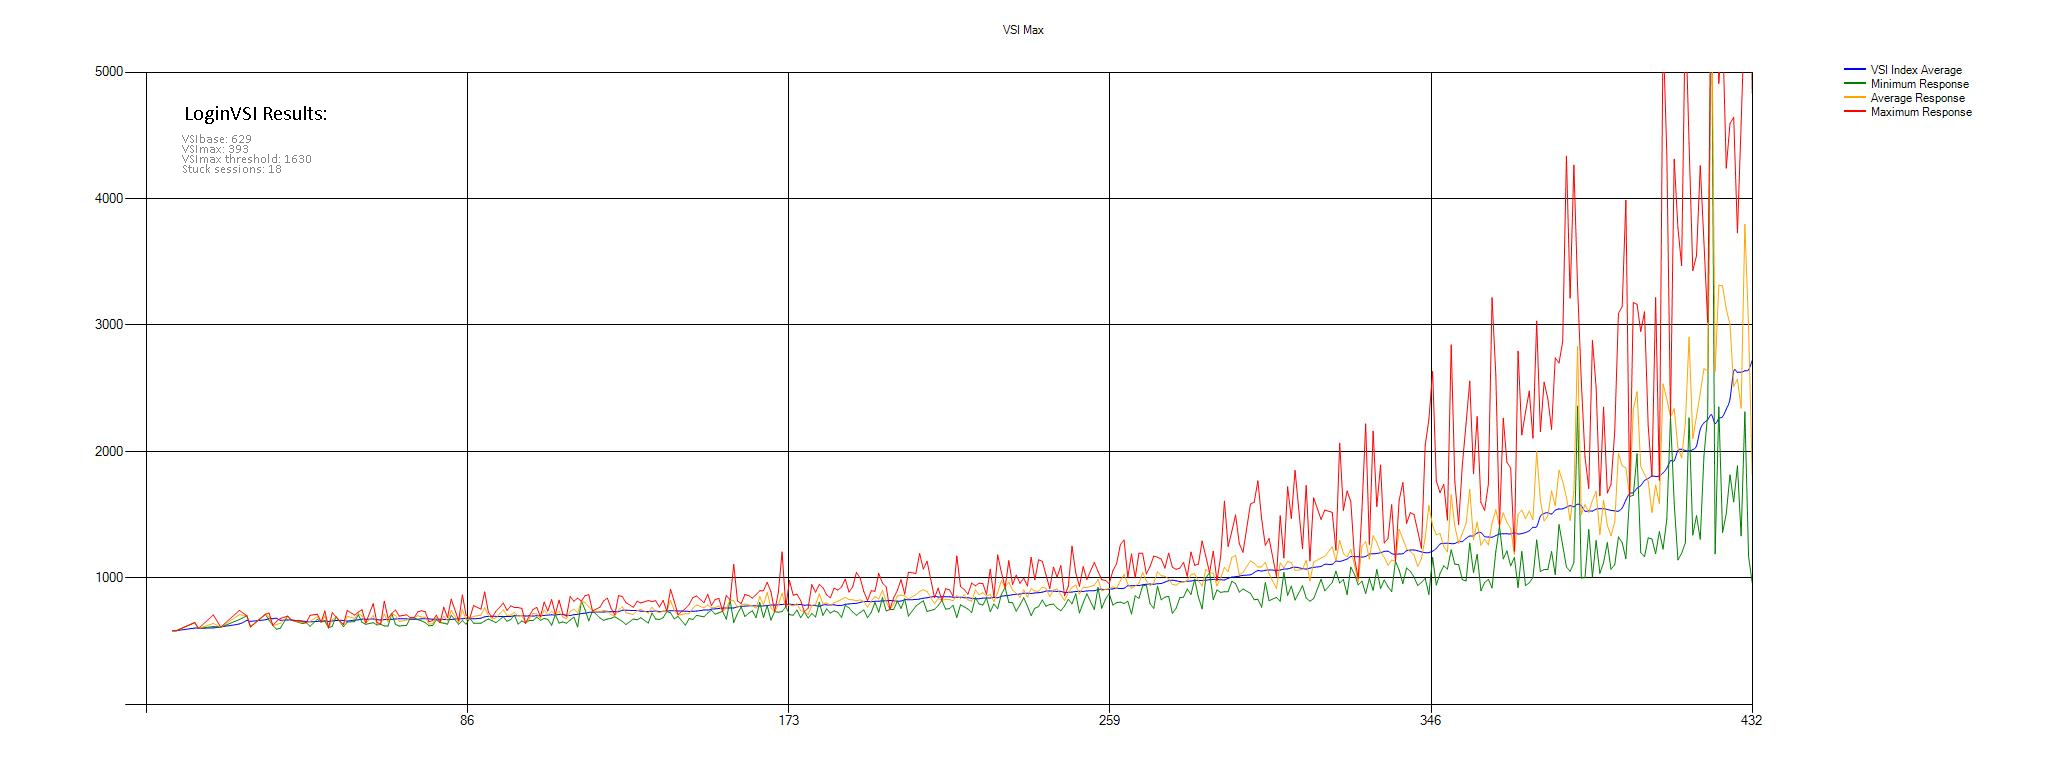 VSI Max
5000
4000
3000
2000
1000
LoginVSI Results:
VSIbase: 629
VSImax: 393
VSImax threshold: 1630
Stuck sessions: 18
VSI Index Average
Minimum Response
Average Response
Maximum Response
86
173
259
346
432